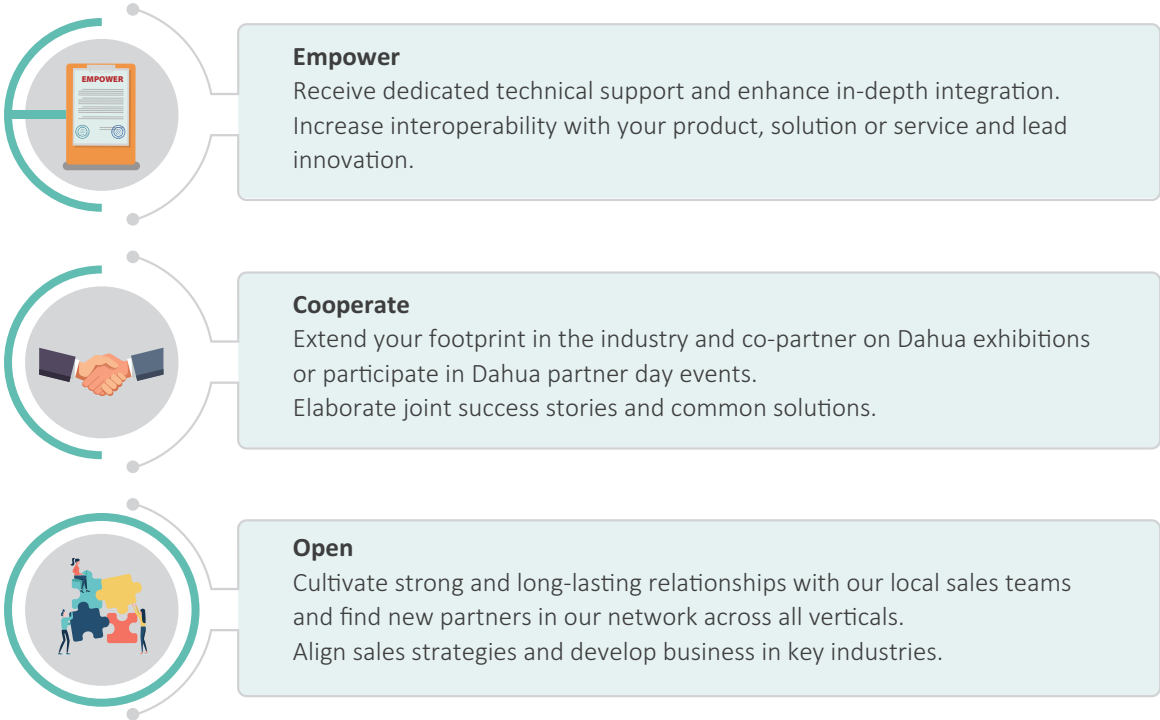 EMPOWER
Empower
Receive dedicated technical support and enhance in-depth integration.
Increase interoperability with your product, solution or service and lead
innovation.
Cooperate
Extend your footprint in the industry and co-partner on Dahua exhibitions
or participate in Dahua partner day events.
Elaborate joint success stories and common solutions.
Open
Cultivate strong and long-lasting relationships with our local sales teams
and find new partners in our network across all verticals.
Align sales strategies and develop business in key industries.